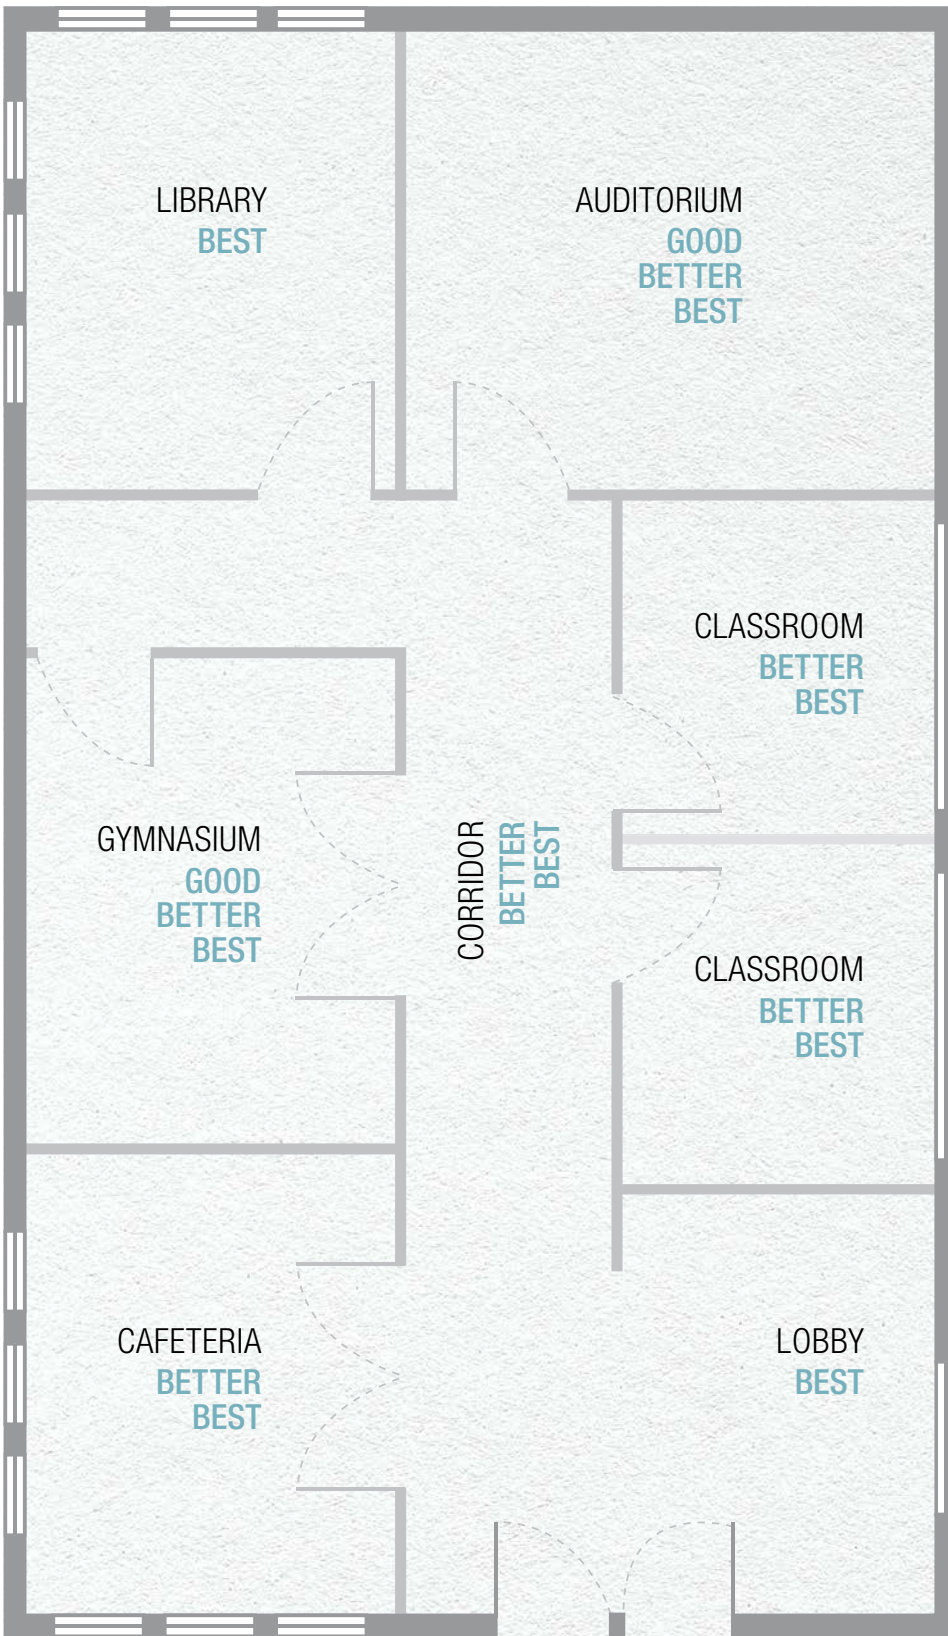 LIBRARY
BEST
AUDITORIUM
GOOD
BETTER
BEST
CLASSROOM
BETTER
BEST
GYMNASIUM
GOOD
BETTER
BEST
CORRIDOR
BETTER
BEST
CLASSROOM
BETTER
BEST
CAFETERIA
BETTER
BEST
LOBBY
BEST